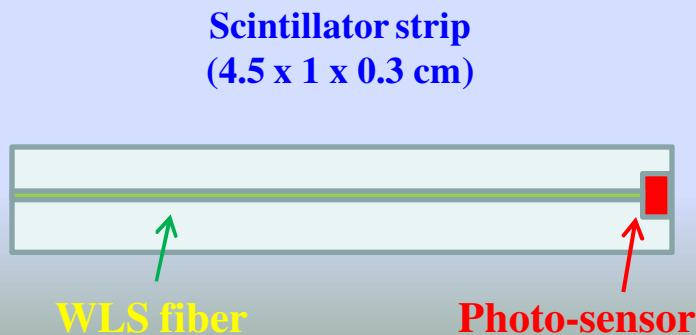 Scintillator strip
(4.5 x 1 x 0.3 cm)
WLS fiber
Photo-sensor